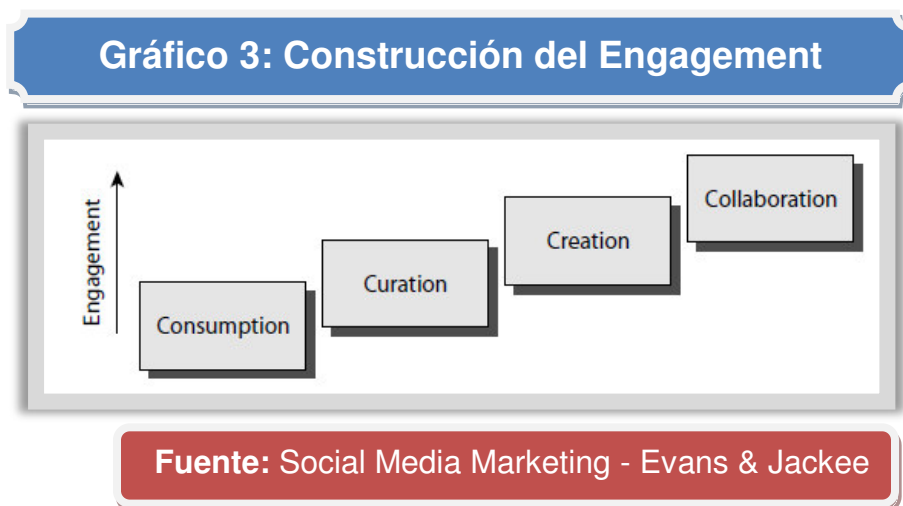 Gráfico 3: Construcción del Engagement
Engagement
Consumption
Curation
Creation
Collaboration
Fuente: Social Media Marketing - Evans & Jackee